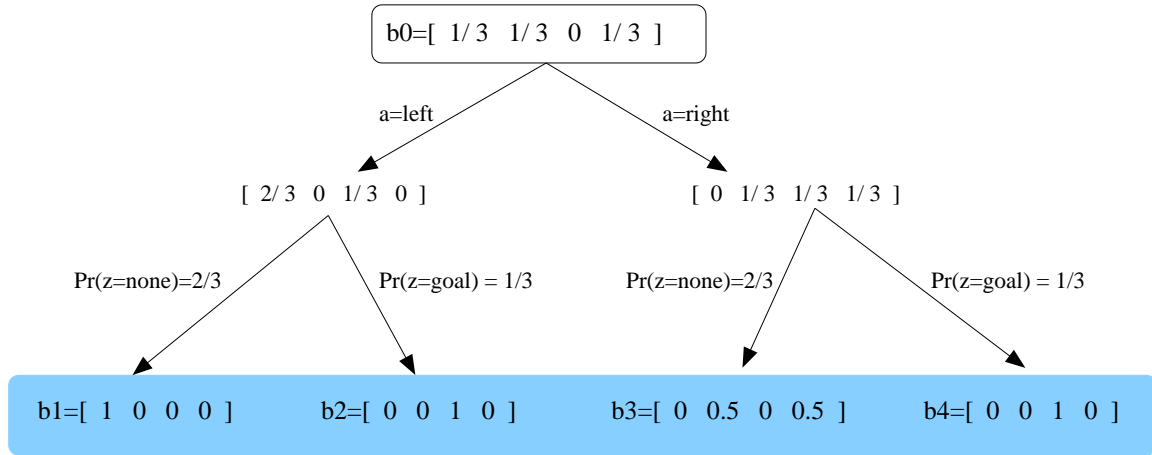 b0=[ 1/3 1/3 0 1/3 ]
a=left
a=right
[ 2/3 0 1/3 0 ]
[ 0 1/3 1/3 1/3 ]
Pr(z=none)=2/3
Pr(z=goal) = 1/3
Pr(z=none)=2/3
Pr(z=goal) = 1/3
b1=[ 1 0 0 0 ]
b2=[ 0 0 1 0 ]
b3=[ 0 0.5 0 0.5 ]
b4=[ 0 0 1 0 ]